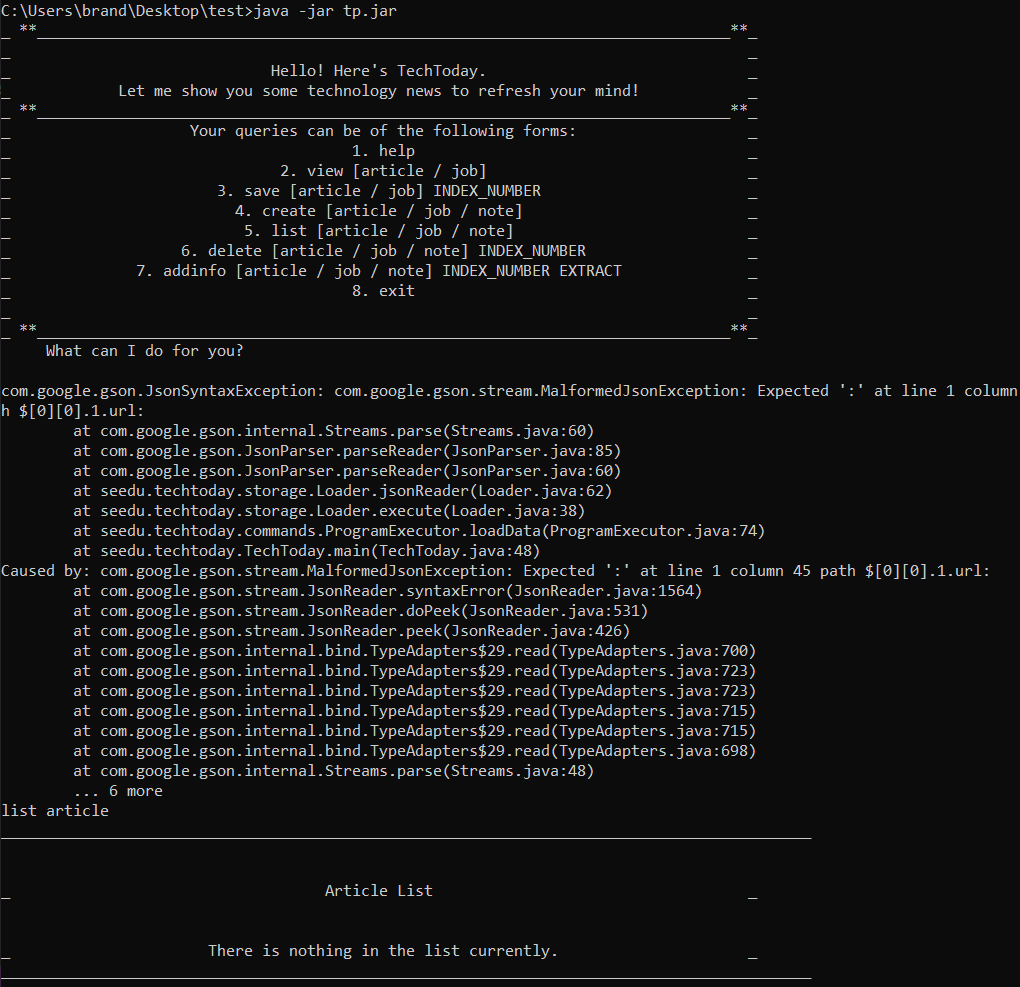 C:\Users\brand\Desktop\test>java -jar tp.jar
_ **_____________________________________________________________________________**_
_ _
_ Hello! Here's TechToday. _
_ Let me show you some technology news to refresh your mind! _
_ **_____________________________________________________________________________**_
_ Your queries can be of the following forms: _
_ 1. help _
_ 2. view [article / job] _
_ 3. save [article / job] INDEX_NUMBER _
_ 4. create [article / job / note] _
_ 5. list [article / job / note] _
_ 6. delete [article / job / note] INDEX_NUMBER _
_ 7. addinfo [article / job / note] INDEX_NUMBER EXTRACT _
_ 8. exit _
_ _
_ **_____________________________________________________________________________**_
What can I do for you?
com.google.gson.JsonSyntaxException: com.google.gson.stream.MalformedJsonException: Expected ':' at line 1 column
h $[0][0].1.url:
at com.google.gson.internal.Streams.parse(Streams.java:60)
at com.google.gson.JsonParser.parseReader(JsonParser.java:85)
at com.google.gson.JsonParser.parseReader(JsonParser.java:60)
at seedu.techtoday.storage.Loader.jsonReader(Loader.java:62)
at seedu.techtoday.storage.Loader.execute(Loader.java:38)
at seedu.techtoday.commands.ProgramExecutor.loadData(ProgramExecutor.java:74)
at seedu.techtoday.TechToday.main(TechToday.java:48)
Caused by: com.google.gson.stream.MalformedJsonException: Expected ':' at line 1 column 45 path $[0][0].1.url:
at com.google.gson.stream.JsonReader.syntaxError(JsonReader.java:1564)
at com.google.gson.stream.JsonReader.doPeek(JsonReader.java:531)
at com.google.gson.stream.JsonReader.peek(JsonReader.java:426)
at com.google.gson.internal.bind.TypeAdapters$29.read(TypeAdapters.java:700)
at com.google.gson.internal.bind.TypeAdapters$29.read(TypeAdapters.java:723)
at com.google.gson.internal.bind.TypeAdapters$29.read(TypeAdapters.java:723)
at com.google.gson.internal.bind.TypeAdapters$29.read(TypeAdapters.java:715)
at com.google.gson.internal.bind.TypeAdapters$29.read(TypeAdapters.java:715)
at com.google.gson.internal.bind.TypeAdapters$29.read(TypeAdapters.java:698)
at com.google.gson.internal.Streams.parse(Streams.java:48)
... 6 more
list article
__________________________________________________________________________________________
_ Article List _
_ There is nothing in the list currently. _
__________________________________________________________________________________________